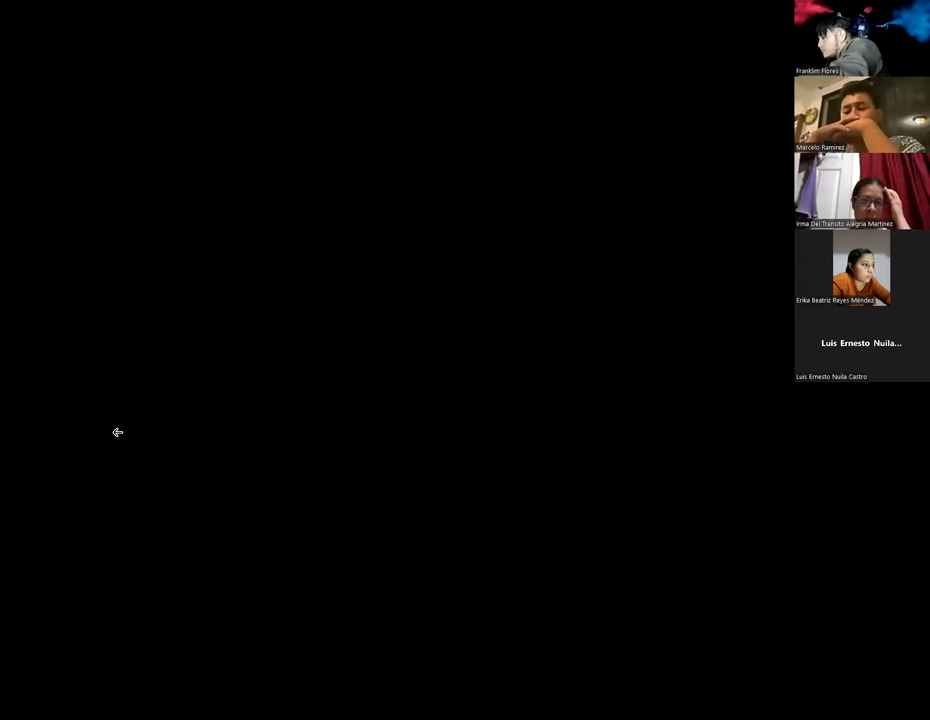 Franklim Flores
Marcelo Ramirez
Irma Del Transito Alegria Martinez
Erika Beatriz Reyes Méndez
Luis Ernesto Nuila...
Luis Ernesto Nuila Castro